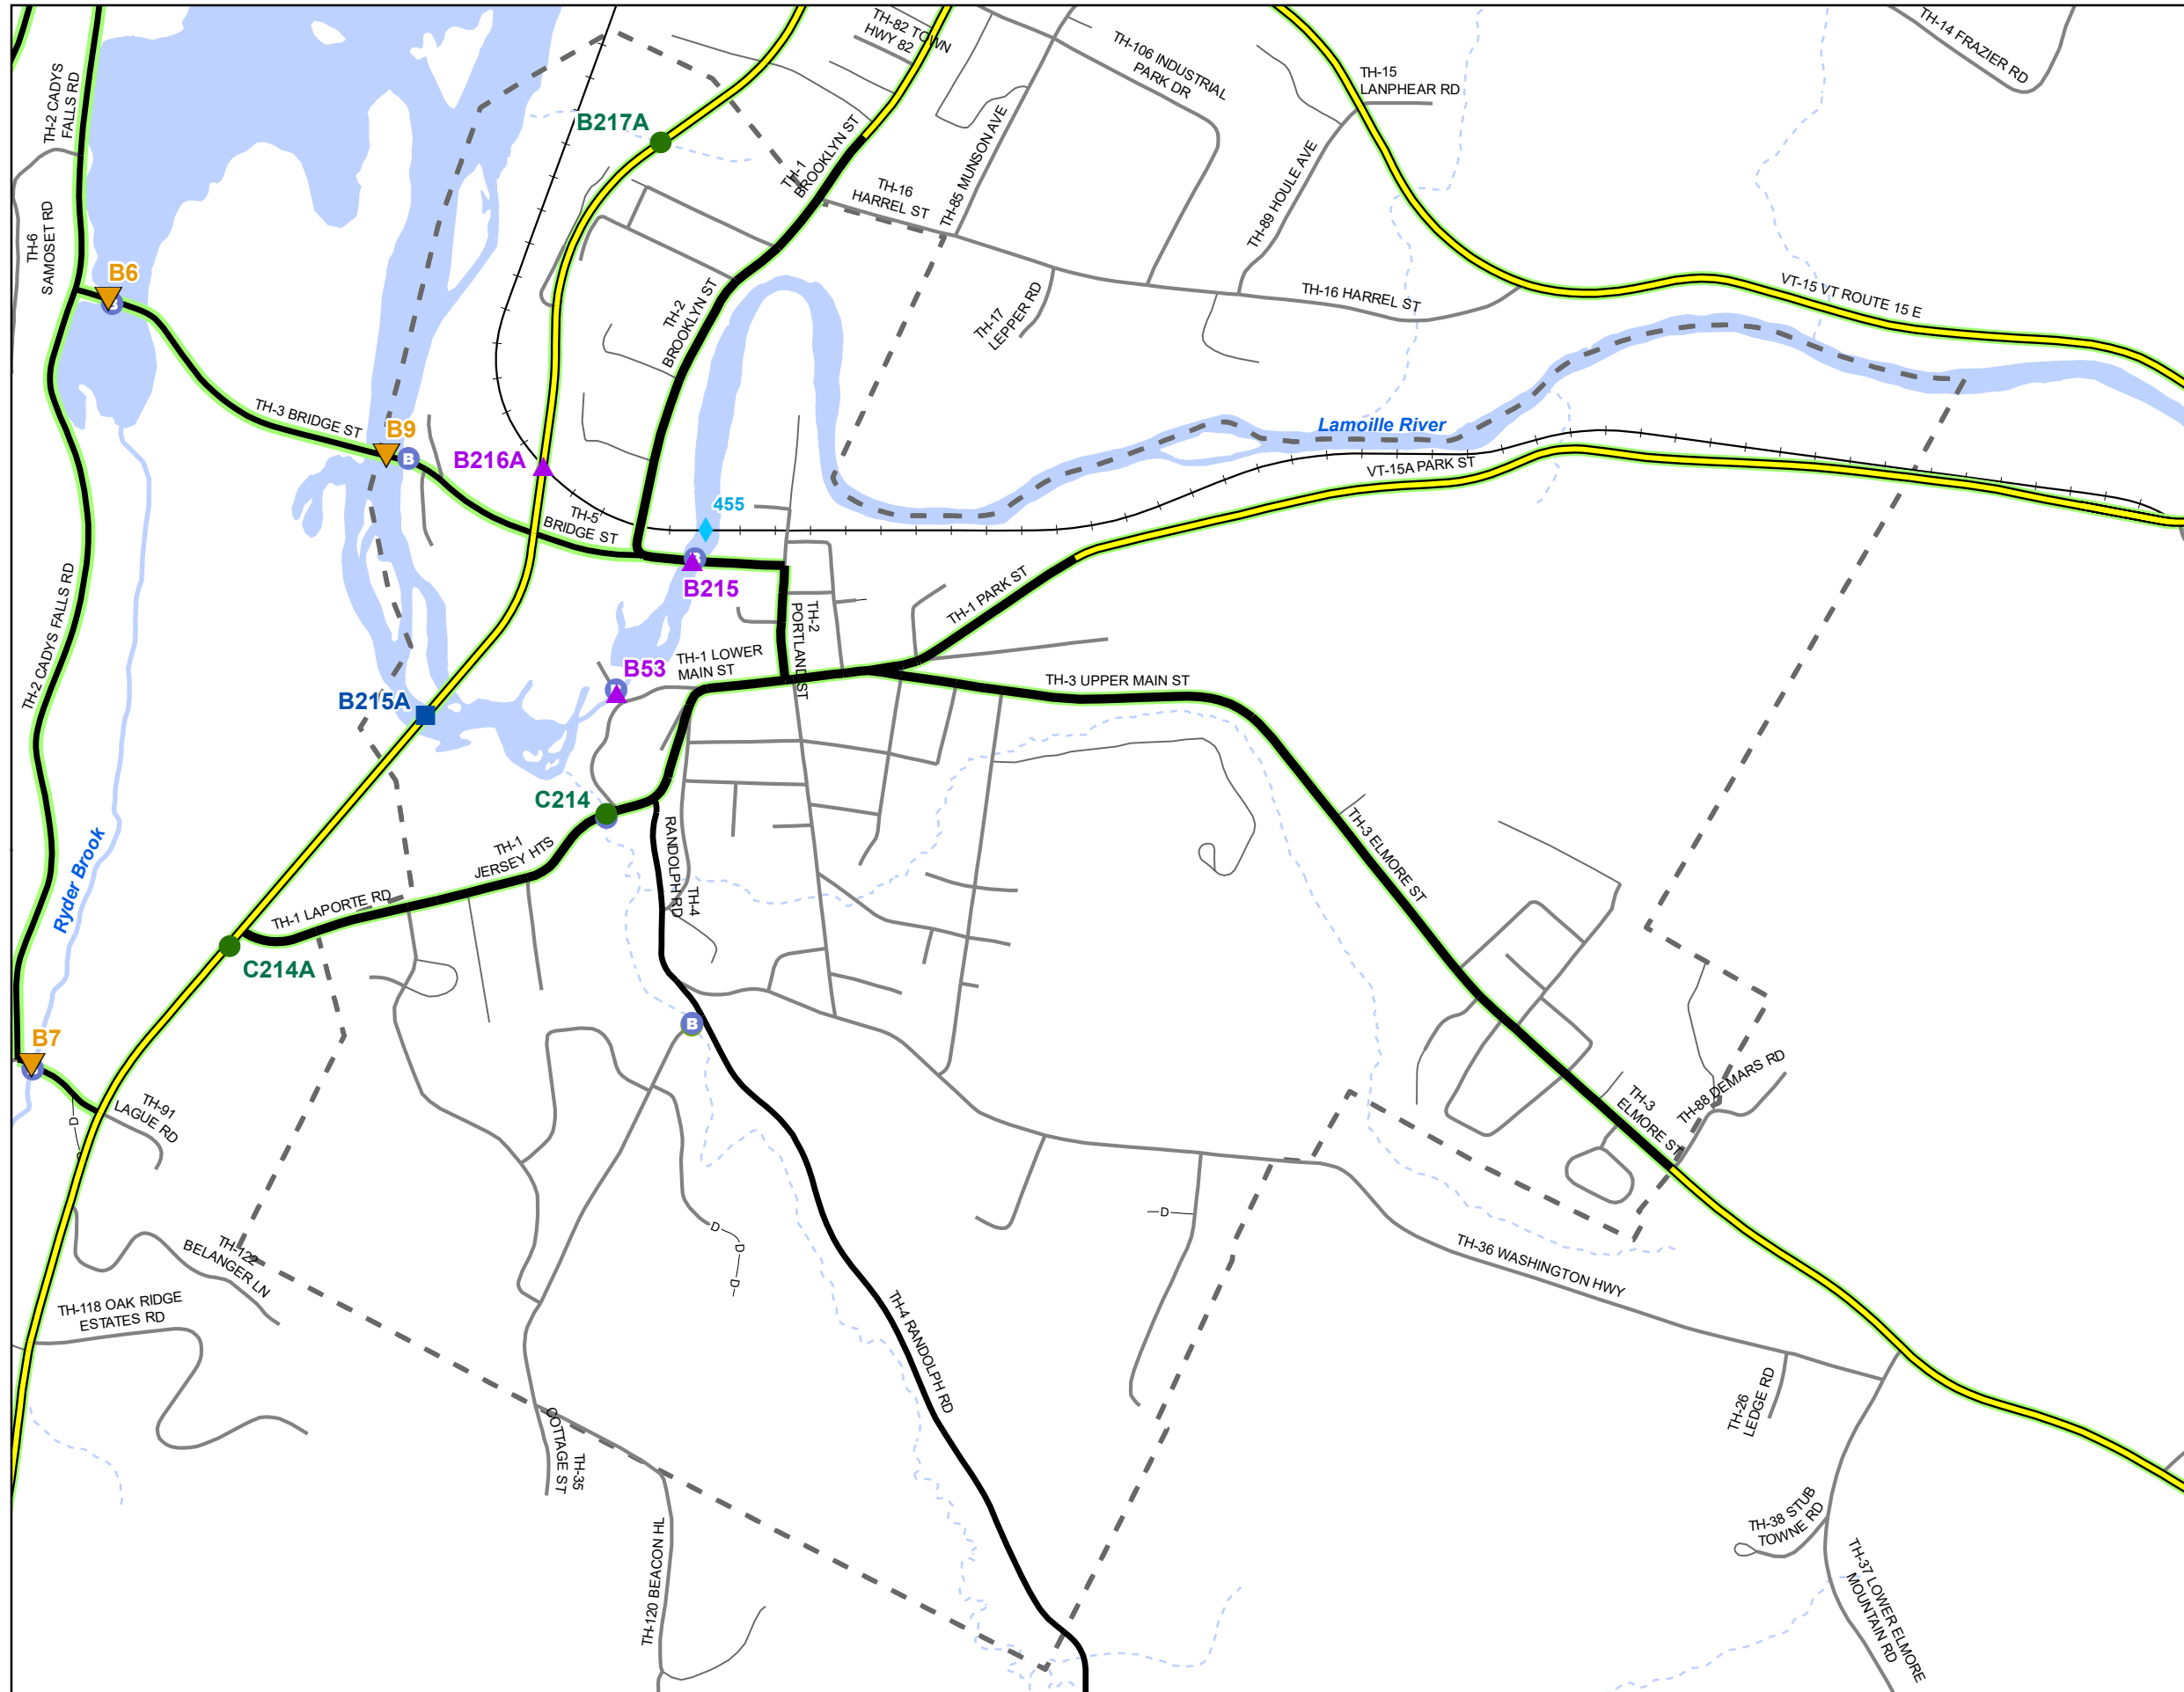 TH-82 TOWN
HWY 82
TH-14 FRAZIER RD
TH-106 INDUSTRIAL
PARK DR
TH-2 CADYS
FALLS RD
TH-15
LANPHEAR RD
B217A
TH-1
BROOKLYN ST
TH-85 MUNSON AVE
TH-16
HARREL ST
TH-89 HOULE AVE
TH-6
SAMOSET RD
B6
B
TH-2
BROOKLYN ST
TH-17
LEPPER RD
TH-16 HARREL ST
VT-15 VT ROUTE 15 E
TH-3 BRIDGE ST
B9
B
B216A
Lamoille River
VT-15A PARK ST
455
TH-5
BRIDGE ST
B
B215
TH-1 PARK ST
TH-2
PORTLAND ST
TH-2 CADYS FALLS RD
TH-1 LOWER
MAIN ST
B53
TH-3 UPPER MAIN ST
B215A
C214
TH-3 ELMORE ST
TH-1
JERSEY HTS
RANDOLPH RD
TH-4
Ryder Brook
TH-1 LAPORTE RD
C214A
B
B7
TH-91
LAGUE RD
D
D
TH-3
ELMORE ST
TH-88 DEMARS RD
D
D
D
D
TH-122
BELANGER LN
TH-36 WASHINGTON HWY
TH-118 OAK RIDGE
ESTATES RD
TH-4 RANDOLPH RD
TH-26
LEDGE RD
TH-35
COTTAGE ST
TH-38 STUB
TOWNE RD
TH-120 BEACON HL
TH-37 LOWER ELMORE
MOUNTAIN RD